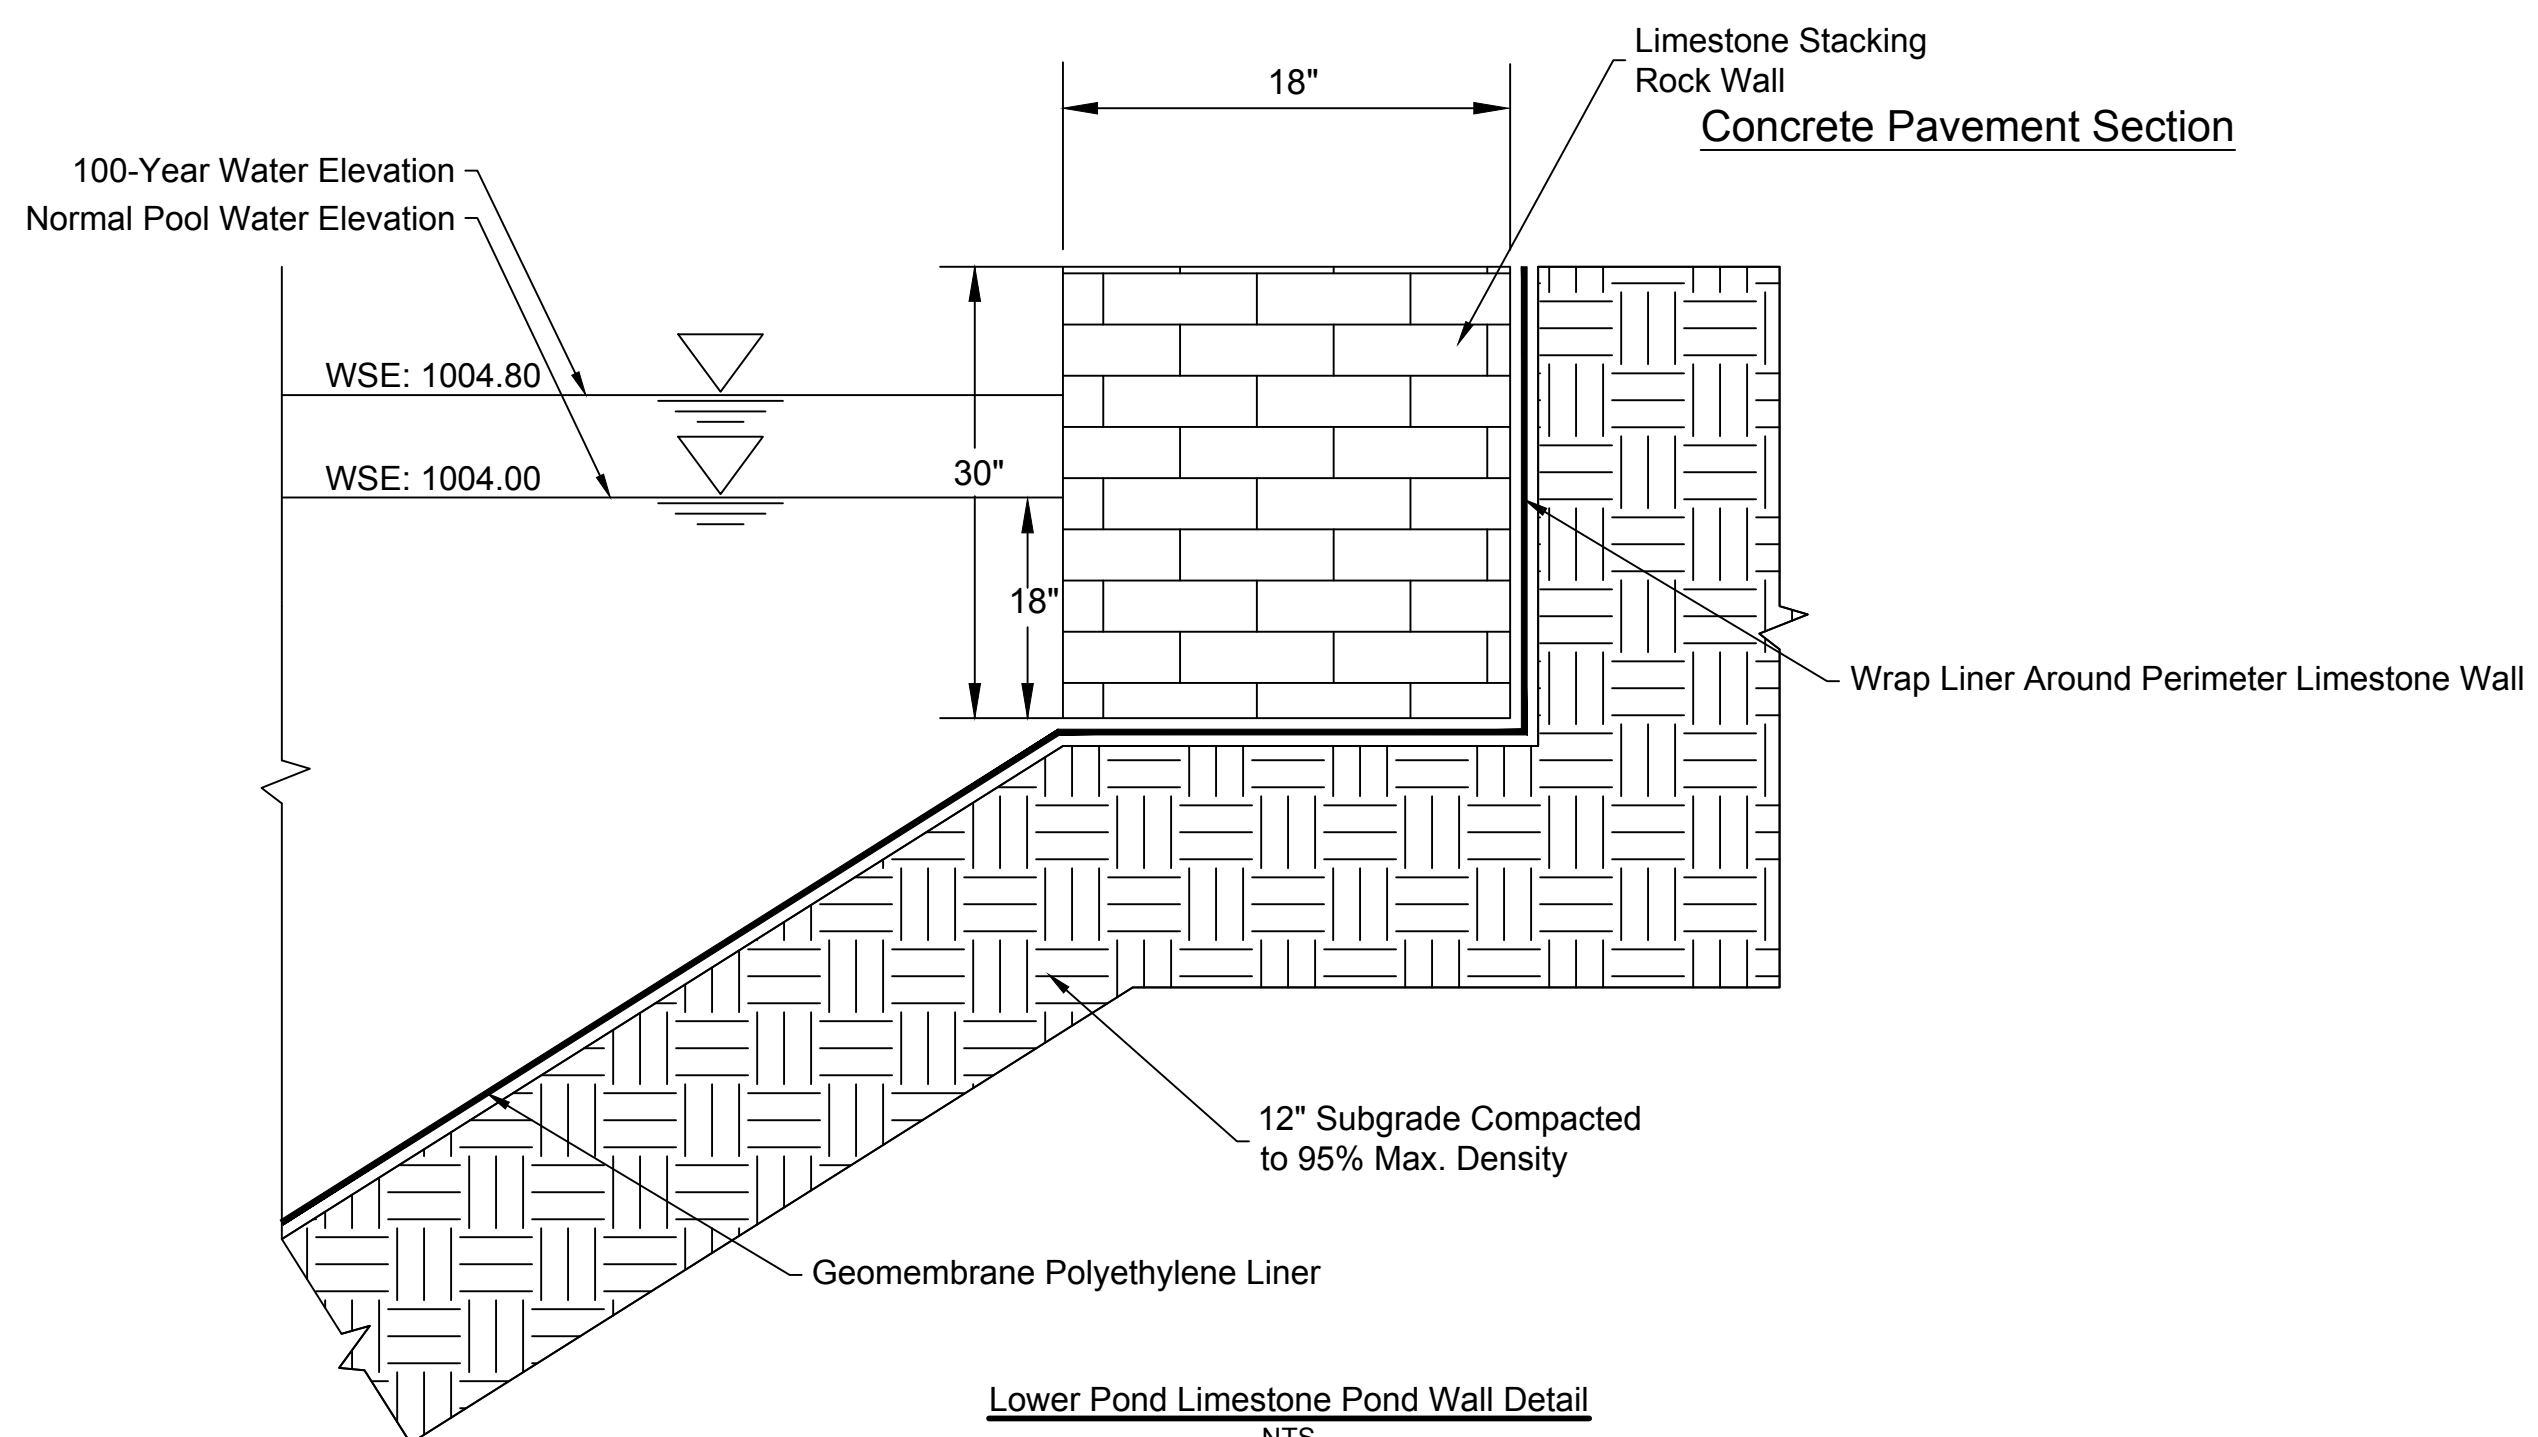 Limestone Stacking
Rock Wall
18"
Concrete Pavement Section
100-Year Water Elevation
Normal Pool Water Elevation
WSE: 1004.80
WSE: 1004.00
30"
18"
Wrap Liner Around Perimeter Limestone Wall
12" Subgrade Compacted
to 95% Max. Density
Geomembrane Polyethylene Liner
Lower Pond Limestone Pond Wall Detail
NTS